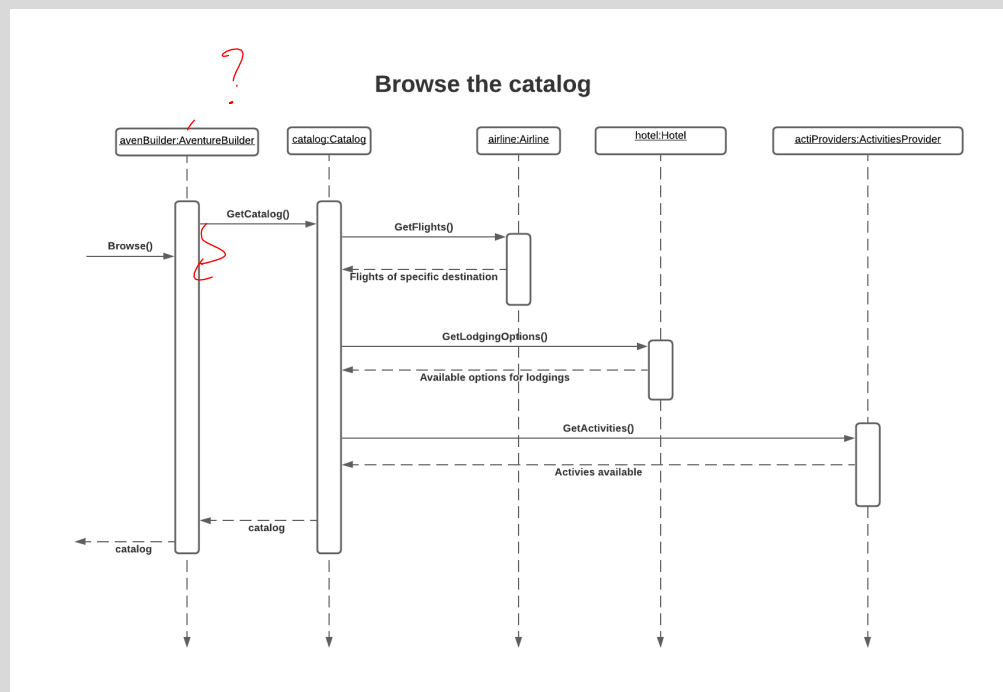 ?
Browse the catalog
avenBuilder:AventureBuilder
catalog:Catalog
airline:Airline
hotel:Hotel
actiProviders:ActivitiesProvider
GetCatalog()
GetFlights()
Browse()
Flights of specific destination
GetLodgingOptions()
Available options for lodgings
GetActivities()
Activies available
catalog
catalog